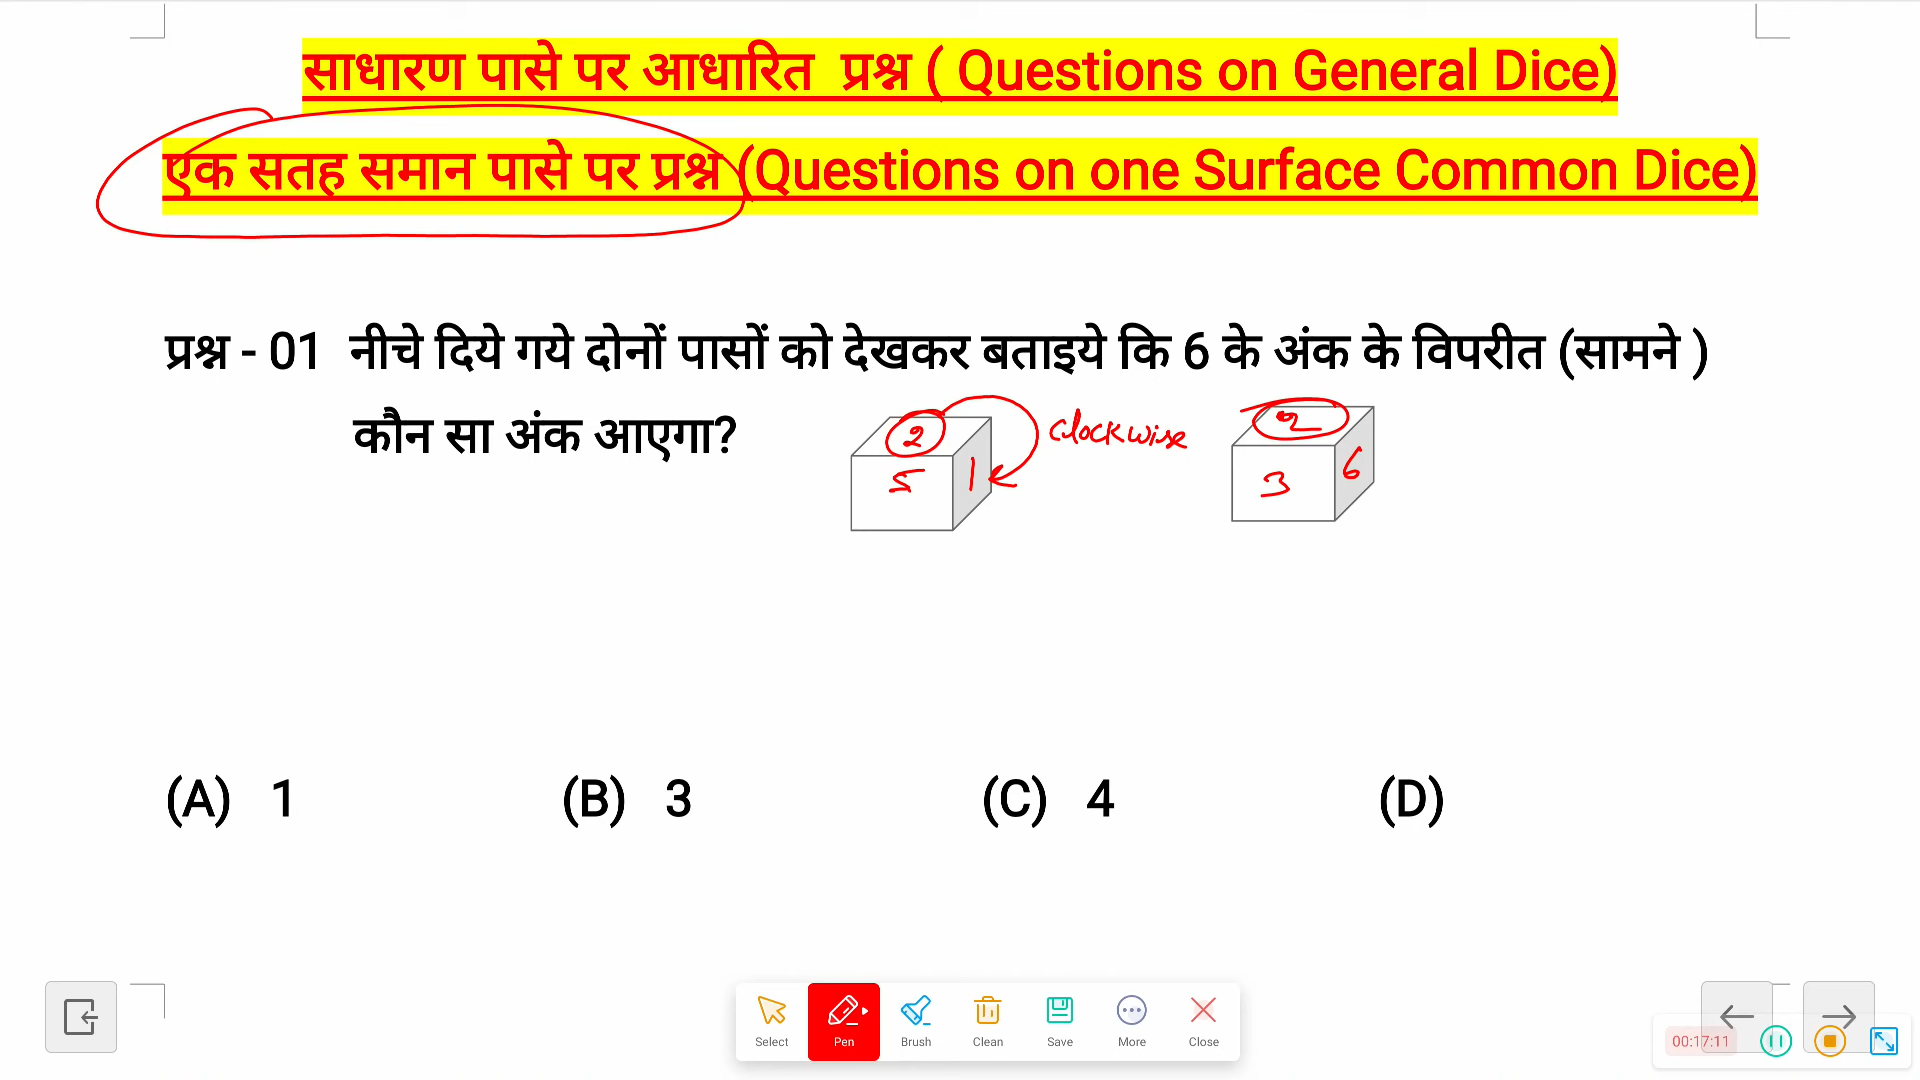 साधारण पासे पर आधारित प्रश्न ( Questions on General Dice)
एक सतह समान पासे पर प्रश्न (Questions on one Surface Common Dice)
प्रश्न - 01 नीचे दिये गये दोनों पासों को देखकर बताइये कि 6 के अंक के विपरीत (सामने )
कौन सा अंक आएगा?
2 5 1
clockwise
2 3 6
(A) 1 (B) 3 (C) 4 (D)
Select Pen Brush Clean Save More Close
00:17:11